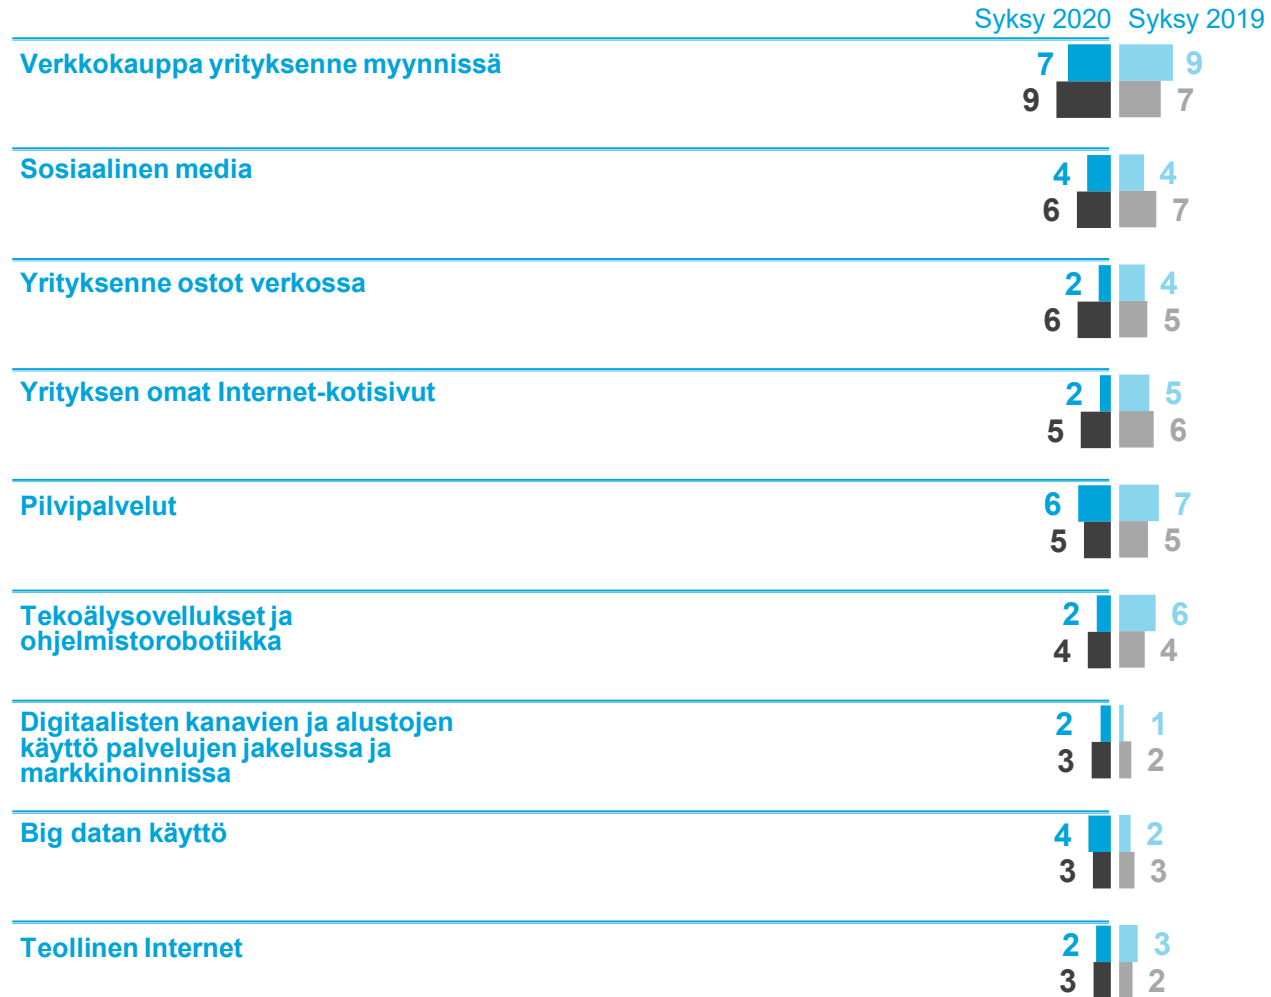 Syksy 2020 Syksy 2019
Verkkokauppa yrityksenne myynnissä
7 9
9 7
Sosiaalinen media
4 4
6 7
Yrityksenne ostot verkossa
2 4
6 5
Yrityksen omat Internet-kotisivut
2 5
5 6
Pilvipalvelut
6 7
5 5
Tekoälysovellukset ja
ohjelmistorobotiikka
2 6
4 4
Digitaalisten kanavien ja alustojen
käyttö palvelujen jakelussa ja
markkinoinnissa
2 1
3 2
Big datan käyttö
4 2
3 3
Teollinen Internet
2 3
3 2